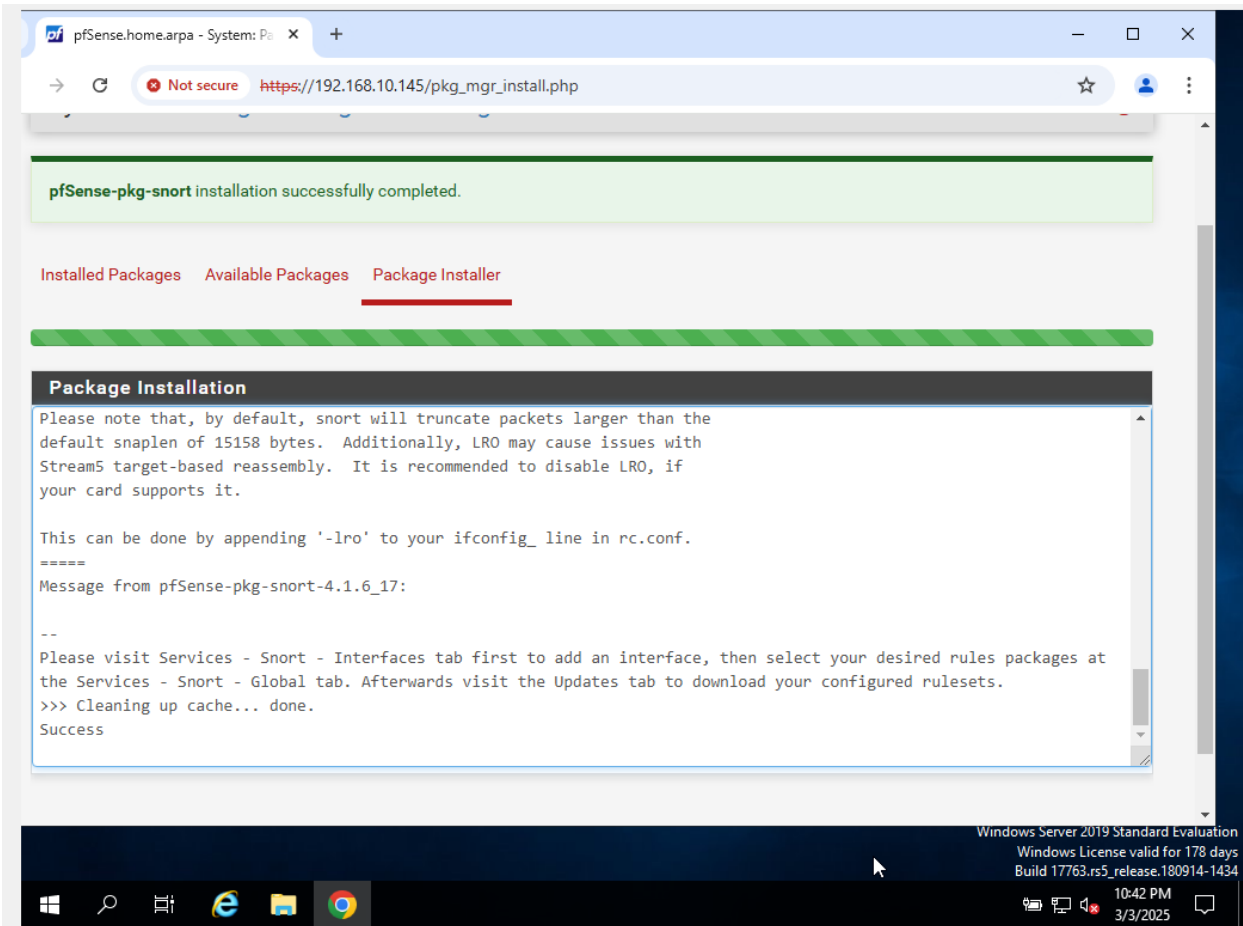 pfSense.home.arpa - System: Pa
Not secure https://192.168.10.145/pkg_mgr_install.php
pfSense-pkg-snort installation successfully completed.
Installed Packages Available Packages Package Installer
Package Installation
Please note that, by default, snort will truncate packets larger than the
default snaplen of 15158 bytes. Additionally, LRO may cause issues with
Stream5 target-based reassembly. It is recommended to disable LRO, if
your card supports it.
This can be done by appending '-lro' to your ifconfig_ line in rc.conf.
=====
Message from pfSense-pkg-snort-4.1.6_17:
--
Please visit Services - Snort - Interfaces tab first to add an interface, then select your desired rules packages at
the Services - Snort - Global tab. Afterwards visit the Updates tab to download your configured rulesets.
>>> Cleaning up cache... done.
Success
Windows Server 2019 Standard Evaluation
Windows License valid for 178 days
Build 17763.rs5_release.180914-1434
10:42 PM
3/3/2025